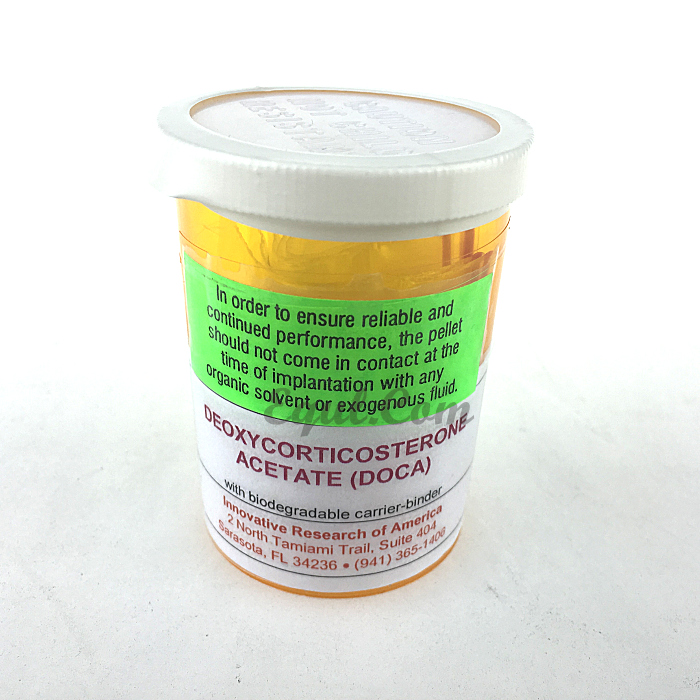 In order to ensure reliable and
continued performance, the pellet
should not come in contact at the
time of implantation with any
organic solvent or exogenous fluid.
Equl.Com
DEOXYCORTICOSTERONE
ACETATE (DOCA)
with biodegradable carrier-binder
Innovative Research of America
2 North Tamiami Trail, Suite 404
Sarasota, FL 34236 • (941) 365-1406